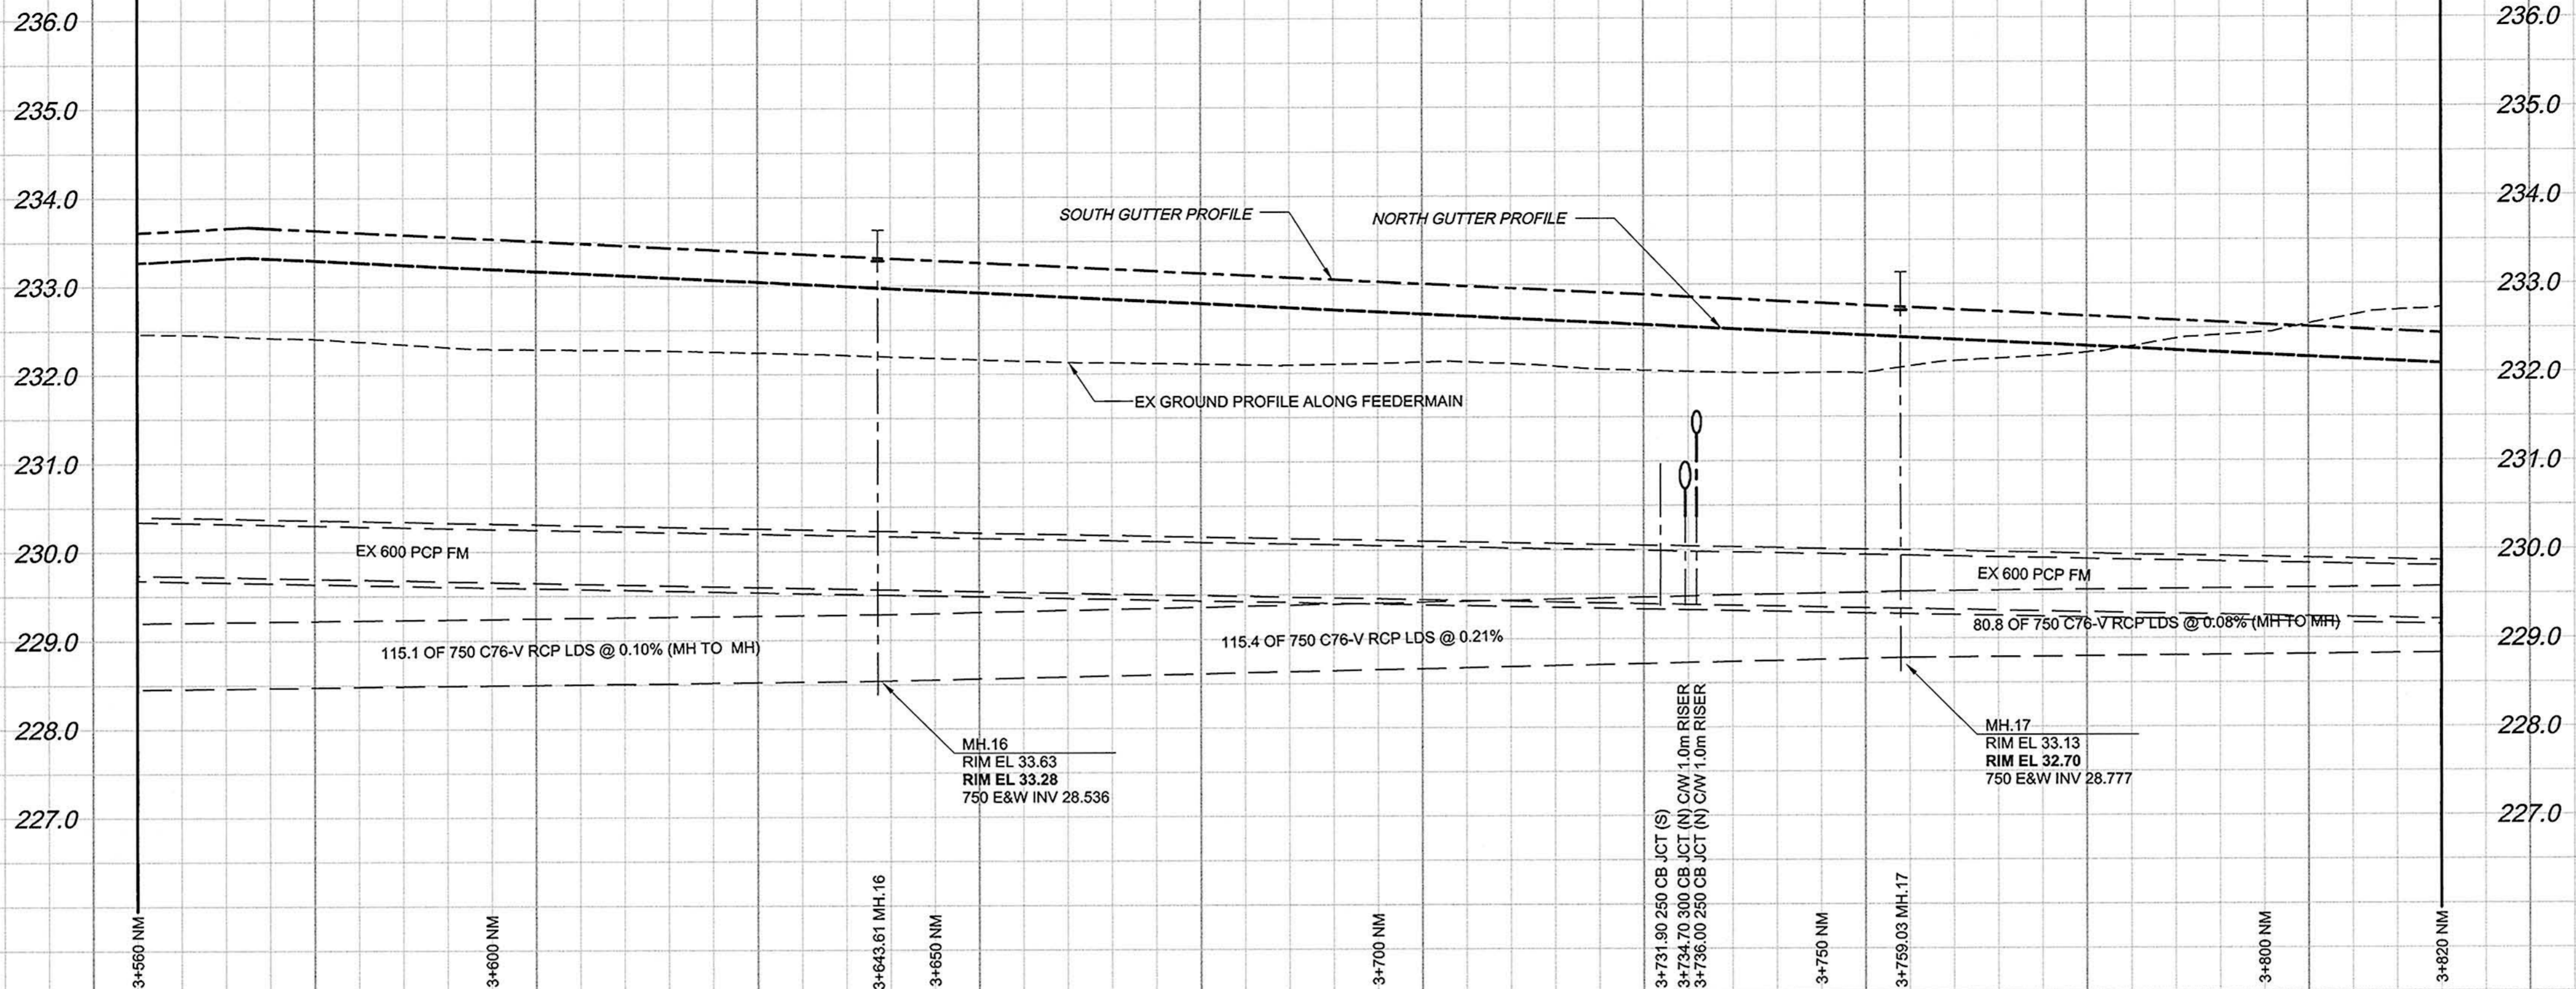 236.0
236.0
235.0
235.0
234.0
234.0
SOUTH GUTTER PROFILE
NORTH GUTTER PROFILE
233.0
233.0
232.0
232.0
EX GROUND PROFILE ALONG FEEDERMAIN
231.0
231.0
230.0
230.0
EX 600 PCP FM
EX 600 PCP FM
229.0
229.0
115.1 OF 750 C76-V RCP LDS @ 0.10% (MH TO MH)
115.4 OF 750 C76-V RCP LDS @ 0.21%
80.8 OF 750 C76-V RCP LDS @ 0.08% (MH TO MH)
228.0
228.0
MH.16
RIM EL 33.63
RIM EL 33.28
750 E&W INV 28.536
MH.17
RIM EL 33.13
RIM EL 32.70
750 E&W INV 28.777
227.0
227.0
3+560 NM
3+600 NM
3+643.61 MH.16
3+650 NM
3+700 NM
3+731.90 250 CB JCT (S)
3+734.70 300 CB JCT (N) C/W 1.0m RISER
3+736.00 250 CB JCT (N) C/W 1.0m RISER
3+750 NM
3+759.03 MH.17
3+800 NM
3+820 NM